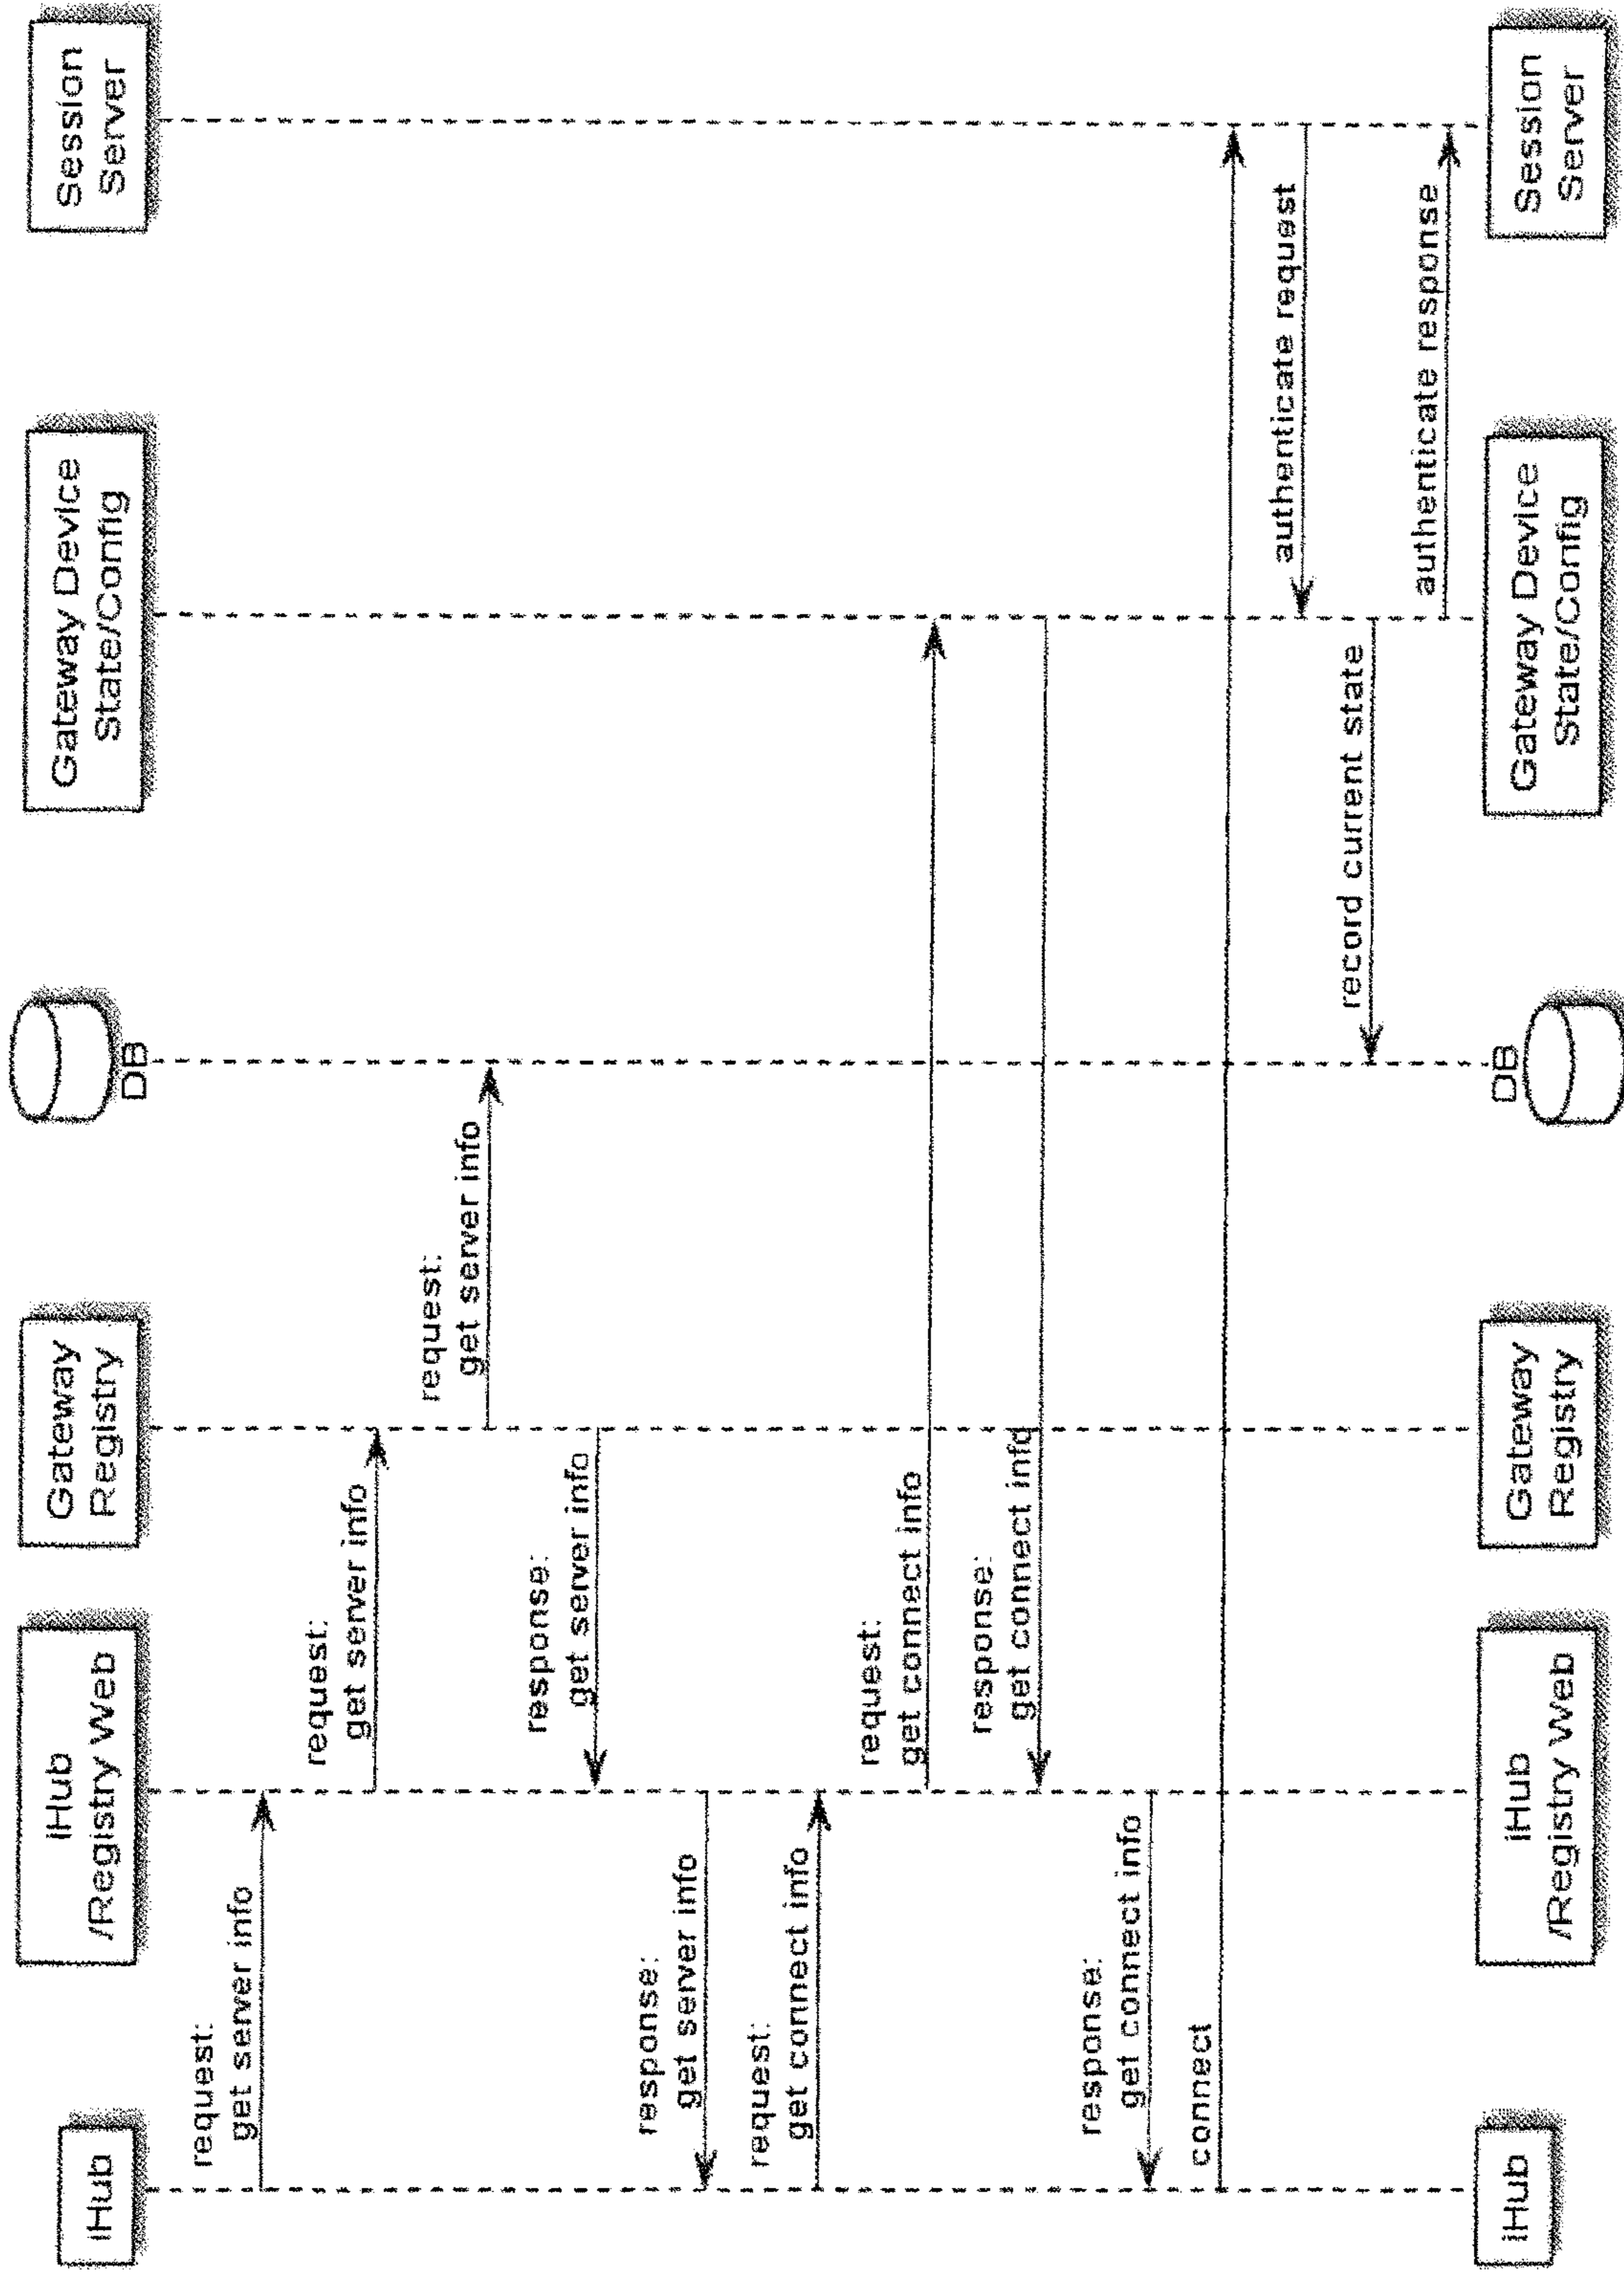 iHub
iHub
/Registry Web
Gateway
Registry
DB
Gateway Device
State/Config
Session
Server
request:
get server info
request:
get server info
request:
get server info
response:
get server info
response:
get server info
request:
get connect info
request:
get connect info
response:
get connect info
response:
get connect info
connect
authenticate request
record current state
authenticate response
iHub
iHub
/Registry Web
Gateway
Registry
DB
Gateway Device
State/Config
Session
Server